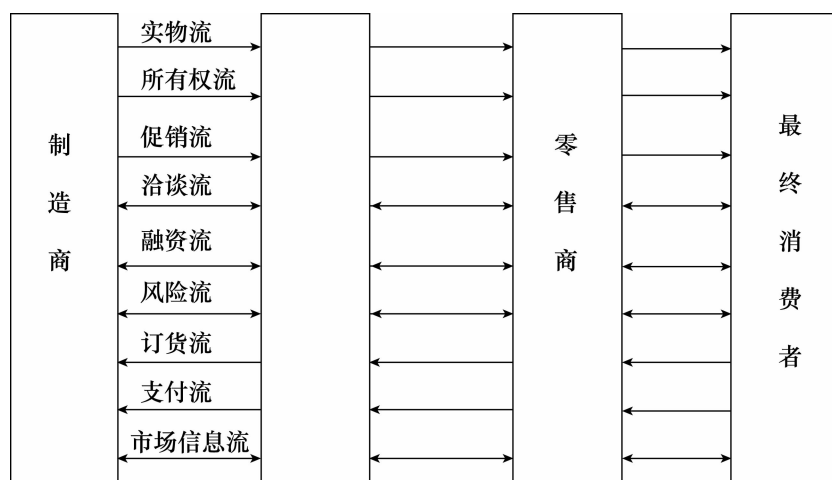 制造商
实物流
所有权流
促销流
洽谈流
融资流
风险流
订货流
支付流
市场信息流
零售商
最终消费者